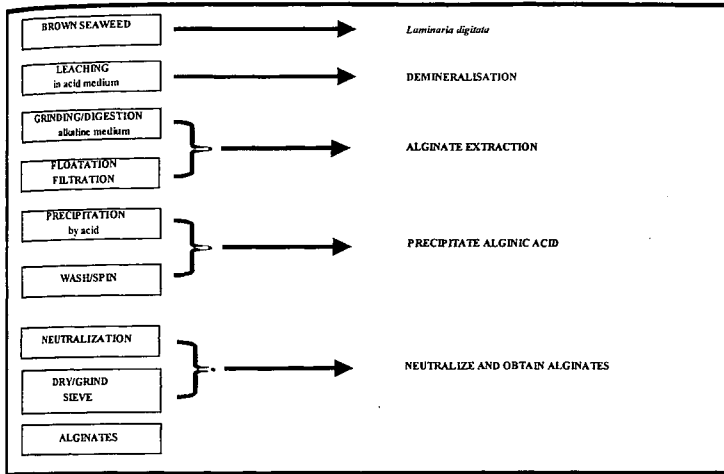 BROWN SEAWEED
Luminaria digitata
LEACHING
in acid medium
DEMINERALISATION
GRINDING/DIGESTION
alkaline medium
FLOATATION
FILTRATION
ALGINATE EXTRACTION
PRECIPITATION
by acid
WASH/SPIN
PRECIPITATE ALGINIC ACID
NEUTRALIZATION
DRY/GRIND
SIEVE
NEUTRALIZE AND OBTAIN ALGINATES
ALGINATES